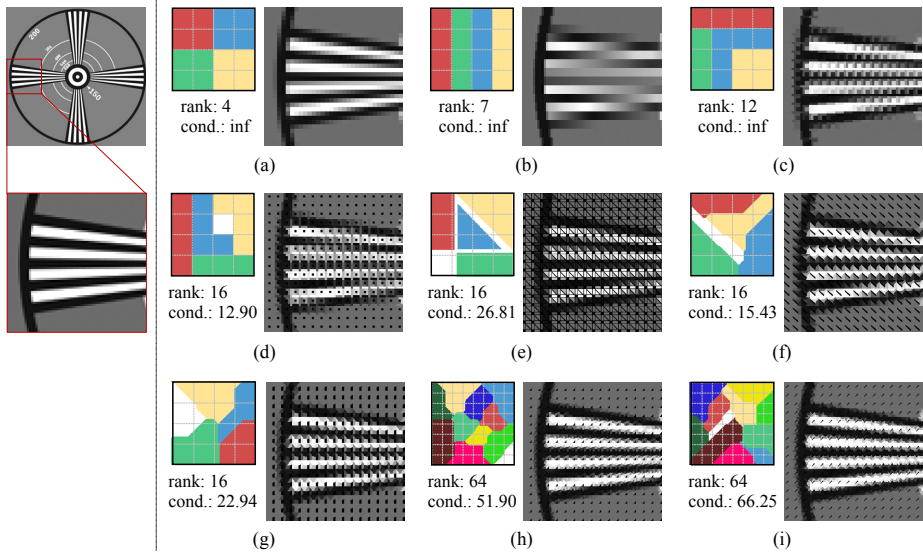 200
150
rank: 4
cond.: inf
(a)
rank: 7
cond.: inf
(b)
rank: 12
cond.: inf
(c)
rank: 16
cond.: 12.90
(d)
rank: 16
cond.: 26.81
(e)
rank: 16
cond.: 15.43
(f)
rank: 16
cond.: 22.94
(g)
rank: 64
cond.: 51.90
(h)
rank: 64
cond.: 66.25
(i)